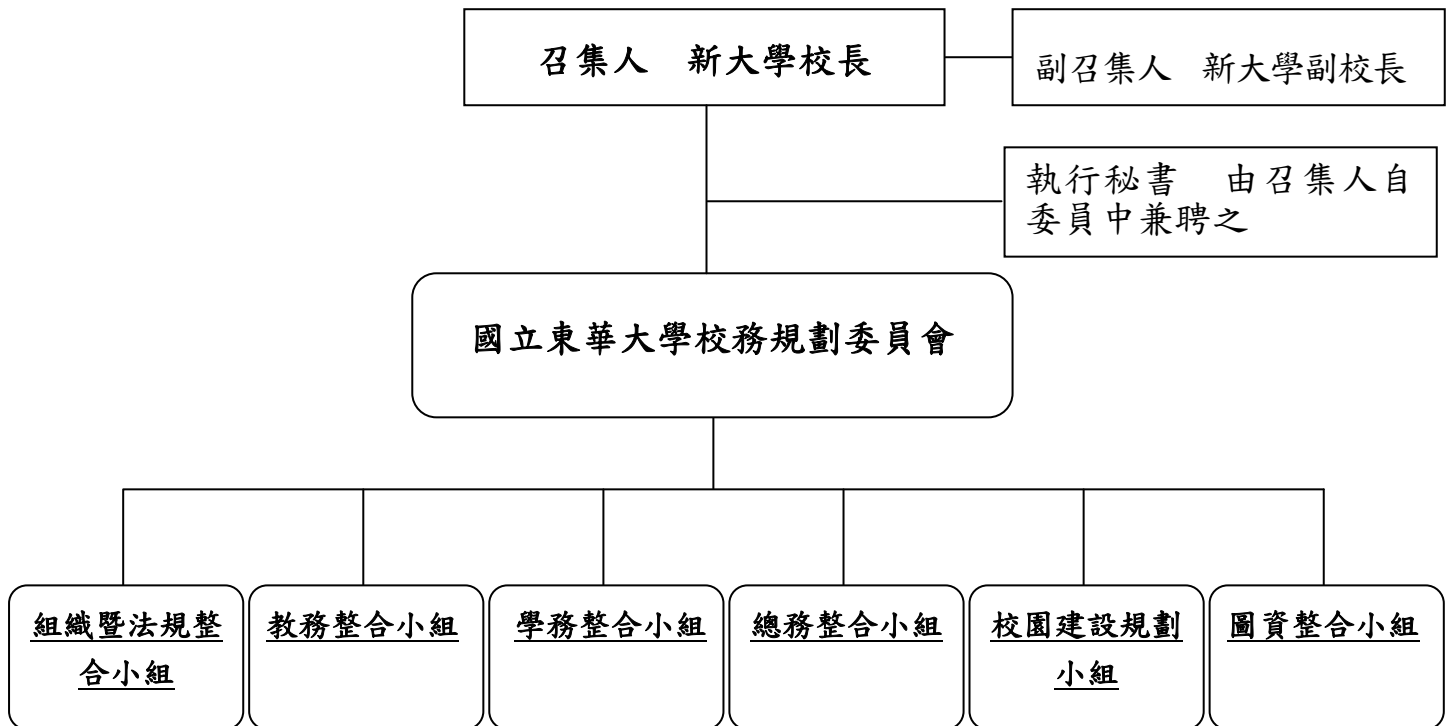 召集人　新大學校長
副召集人　新大學副校長
執行秘書　由召集人自
委員中兼聘之
國立東華大學校務規劃委員會
組織暨法規整
合小組
教務整合小組
學務整合小組
總務整合小組
校園建設規劃
小組
圖資整合小組